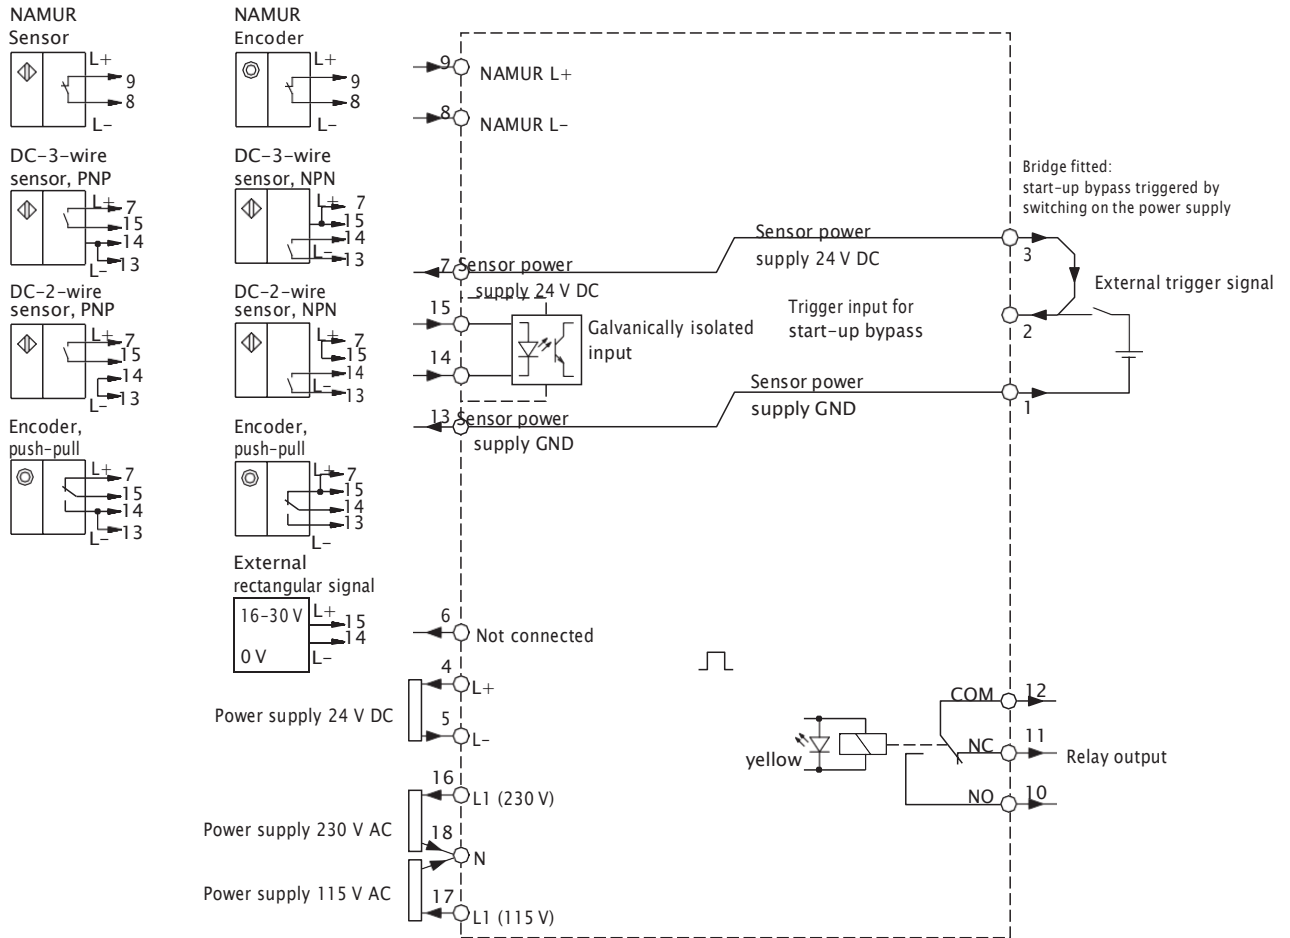 NAMUR
Sensor
L+
9
8
L-
NAMUR
Encoder
L+
9
8
L-
DC-3-wire
sensor, PNP
L+
7
15
14
13
L-
DC-3-wire
sensor, NPN
L+
7
15
14
L-
13
DC-2-wire
sensor, PNP
L+
7
15
14
13
L-
DC-2-wire
sensor, NPN
L+
7
15
14
L-
13
Encoder,
push-pull
L+
7
15
14
13
L-
Encoder,
push-pull
L+
7
15
14
13
L-
External
rectangular signal
16-30 V
0 V
L+
15
14
L-
9
NAMUR L+
8
NAMUR L-
7
Sensor power
supply 24 V DC
Sensor power
supply 24 V DC
15
14
Galvanically isolated
input
Trigger input for
start-up bypass
13
Sensor power
supply GND
Sensor power
supply GND
Bridge fitted:
start-up bypass triggered by
switching on the power supply
3
External trigger signal
2
1
6
Not connected
4
L+
Power supply 24 V DC
5
L-
16
L1 (230 V)
Power supply 230 V AC
18
N
Power supply 115 V AC
17
L1 (115 V)
yellow
COM
12
NC
11
Relay output
NO
10